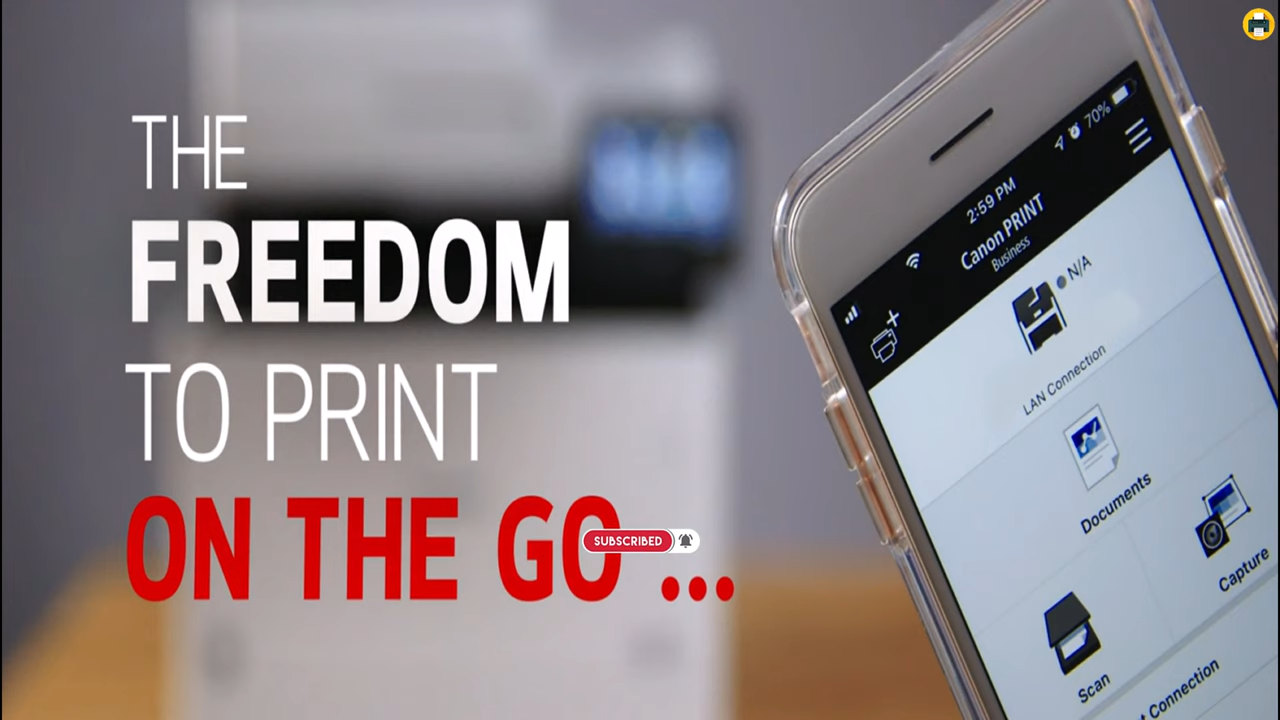 THE
FREEDOM
TO PRINT
ON THE GO ...
SUBSCRIBED
70%
2:59 PM
Canon PRINT
Business
N/A
LAN Connection
Documents
Capture
Scan
t Connection